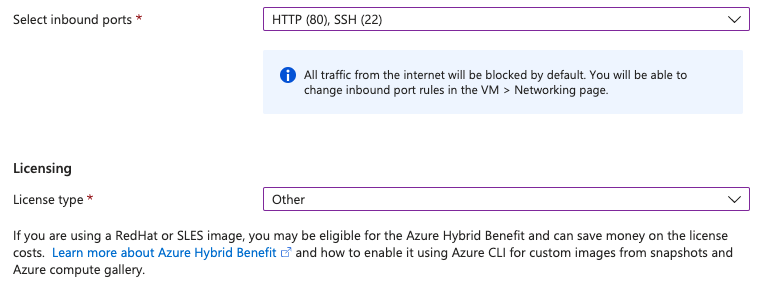 Select inbound ports *
HTTP (80), SSH (22)
All traffic from the internet will be blocked by default. You will be able to
change inbound port rules in the VM > Networking page.
Licensing
License type *
Other
If you are using a RedHat or SLES image, you may be eligible for the Azure Hybrid Benefit and can save money on the license
costs. Learn more about Azure Hybrid Benefit and how to enable it using Azure CLI for custom images from snapshots and
Azure compute gallery.